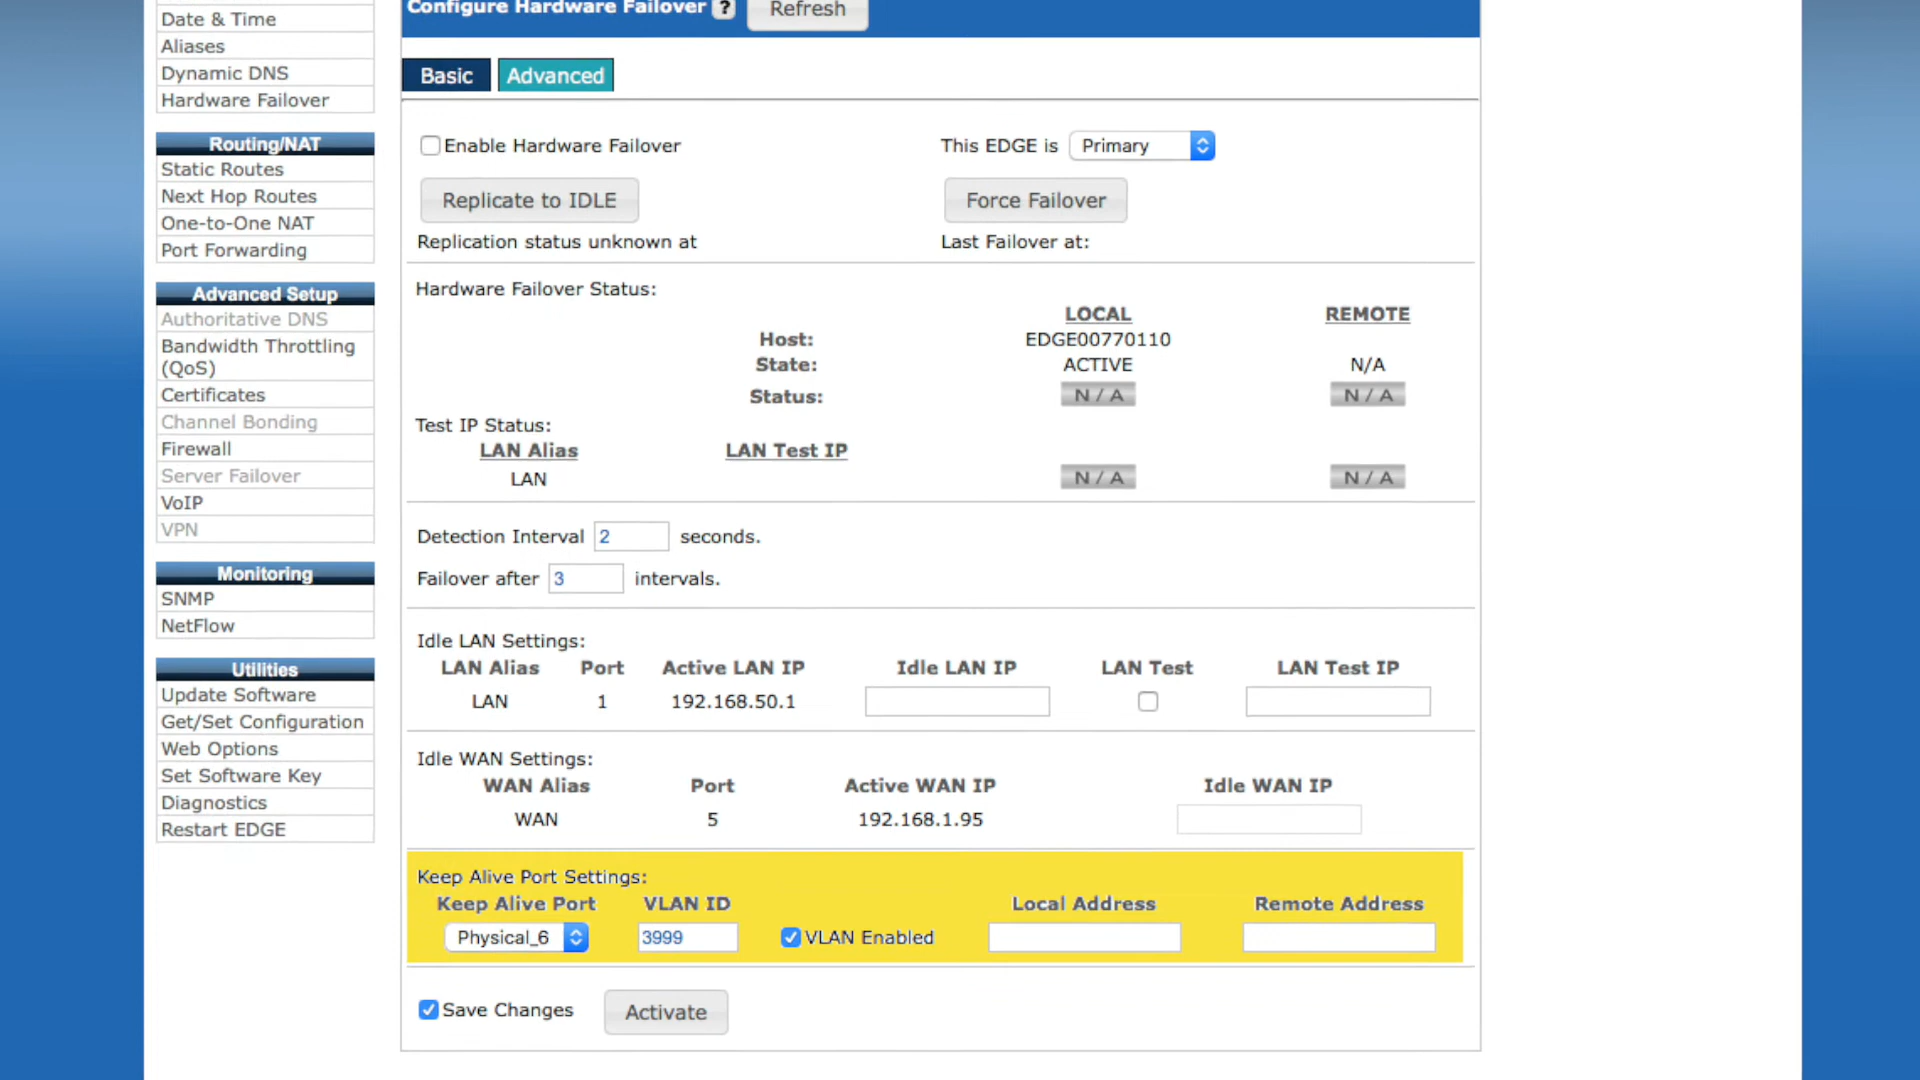 Configure Hardware Failover ? Refresh
Date & Time
Aliases
Dynamic DNS
Hardware Failover
Routing/NAT
Static Routes
Next Hop Routes
One-to-One NAT
Port Forwarding
Advanced Setup
Authoritative DNS
Bandwidth Throttling
(QoS)
Certificates
Channel Bonding
Firewall
Server Failover
VoIP
VPN
Monitoring
SNMP
NetFlow
Utilities
Update Software
Get/Set Configuration
Web Options
Set Software Key
Diagnostics
Restart EDGE
Basic Advanced
Enable Hardware Failover This EDGE is Primary
Replicate to IDLE Force Failover
Replication status unknown at Last Failover at:
Hardware Failover Status:
LOCAL REMOTE
Host: EDGE00770110
State: ACTIVE N/A
Status: N / A N / A
Test IP Status:
LAN Alias LAN Test IP
LAN N / A N / A
Detection Interval 2 seconds.
Failover after 3 intervals.
Idle LAN Settings:
LAN Alias Port Active LAN IP Idle LAN IP LAN Test LAN Test IP
LAN 1 192.168.50.1
Idle WAN Settings:
WAN Alias Port Active WAN IP Idle WAN IP
WAN 5 192.168.1.95
Keep Alive Port Settings:
Keep Alive Port VLAN ID Local Address Remote Address
Physical_6 3999 VLAN Enabled
Save Changes Activate